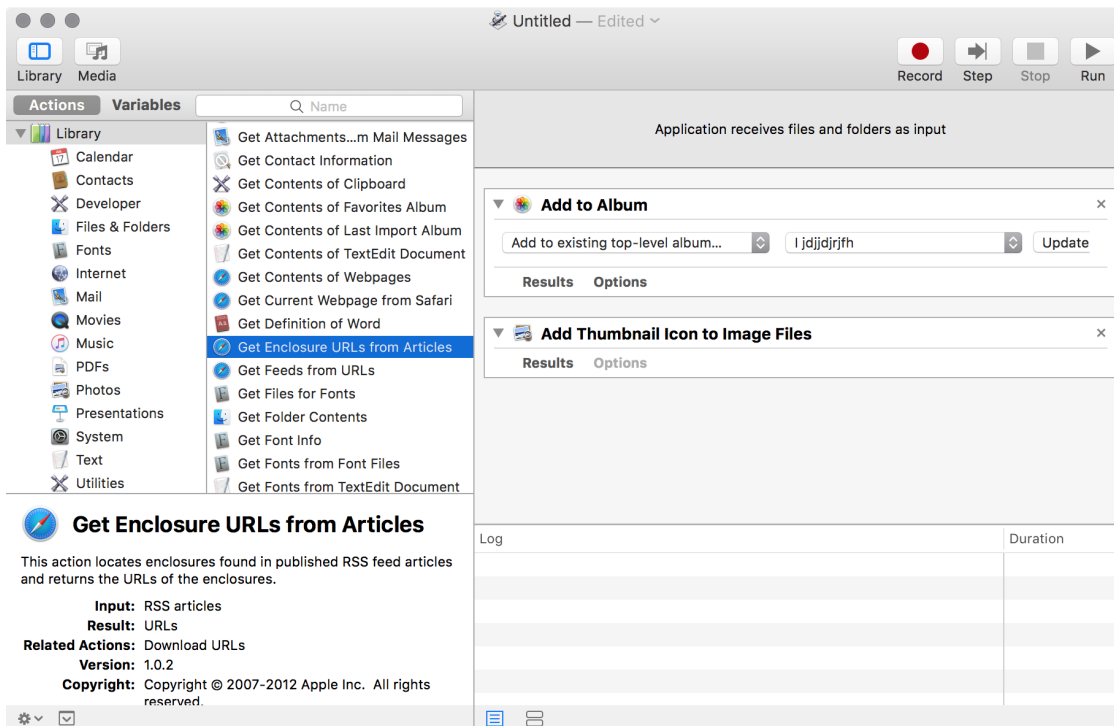 Untitled — Edited
Library Media
Record Step Stop Run
Actions Variables
Name
Library
Calendar
Contacts
Developer
Files & Folders
Fonts
Internet
Mail
Movies
Music
PDFs
Photos
Presentations
System
Text
Utilities
Get Attachments...m Mail Messages
Get Contact Information
Get Contents of Clipboard
Get Contents of Favorites Album
Get Contents of Last Import Album
Get Contents of TextEdit Document
Get Contents of Webpages
Get Current Webpage from Safari
Get Definition of Word
Get Enclosure URLs from Articles
Get Feeds from URLs
Get Files for Fonts
Get Folder Contents
Get Font Info
Get Fonts from Font Files
Get Fonts from TextEdit Document
Get Enclosure URLs from Articles
This action locates enclosures found in published RSS feed articles
and returns the URLs of the enclosures.
Input: RSS articles
Result: URLs
Related Actions: Download URLs
Version: 1.0.2
Copyright: Copyright © 2007-2012 Apple Inc. All rights
reserved.
Application receives files and folders as input
Add to Album
Add to existing top-level album... I jdjjdjrjfh Update
Results Options
Add Thumbnail Icon to Image Files
Results Options
Log Duration